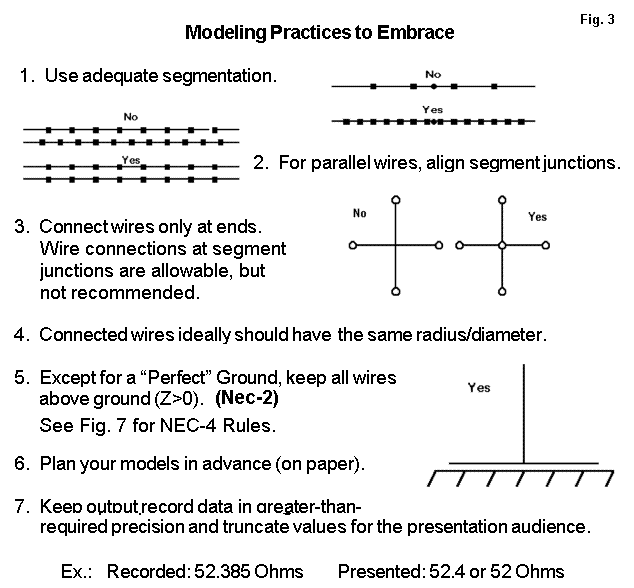 Fig. 3
Modeling Practices to Embrace
1. Use adequate segmentation.
No
Yes
No
Yes
2. For parallel wires, align segment junctions.
No
Yes
3. Connect wires only at ends.
Wire connections at segment
junctions are allowable, but
not recommended.
4. Connected wires ideally should have the same radius/diameter.
5. Except for a “Perfect” Ground, keep all wires
above ground (Z>0). (Nec-2)
See Fig. 7 for NEC-4 Rules.
Yes
6. Plan your models in advance (on paper).
7. Keep output record data in greater-than-
required precision and truncate values for the presentation audience.
Ex.: Recorded: 52.385 Ohms Presented: 52.4 or 52 Ohms